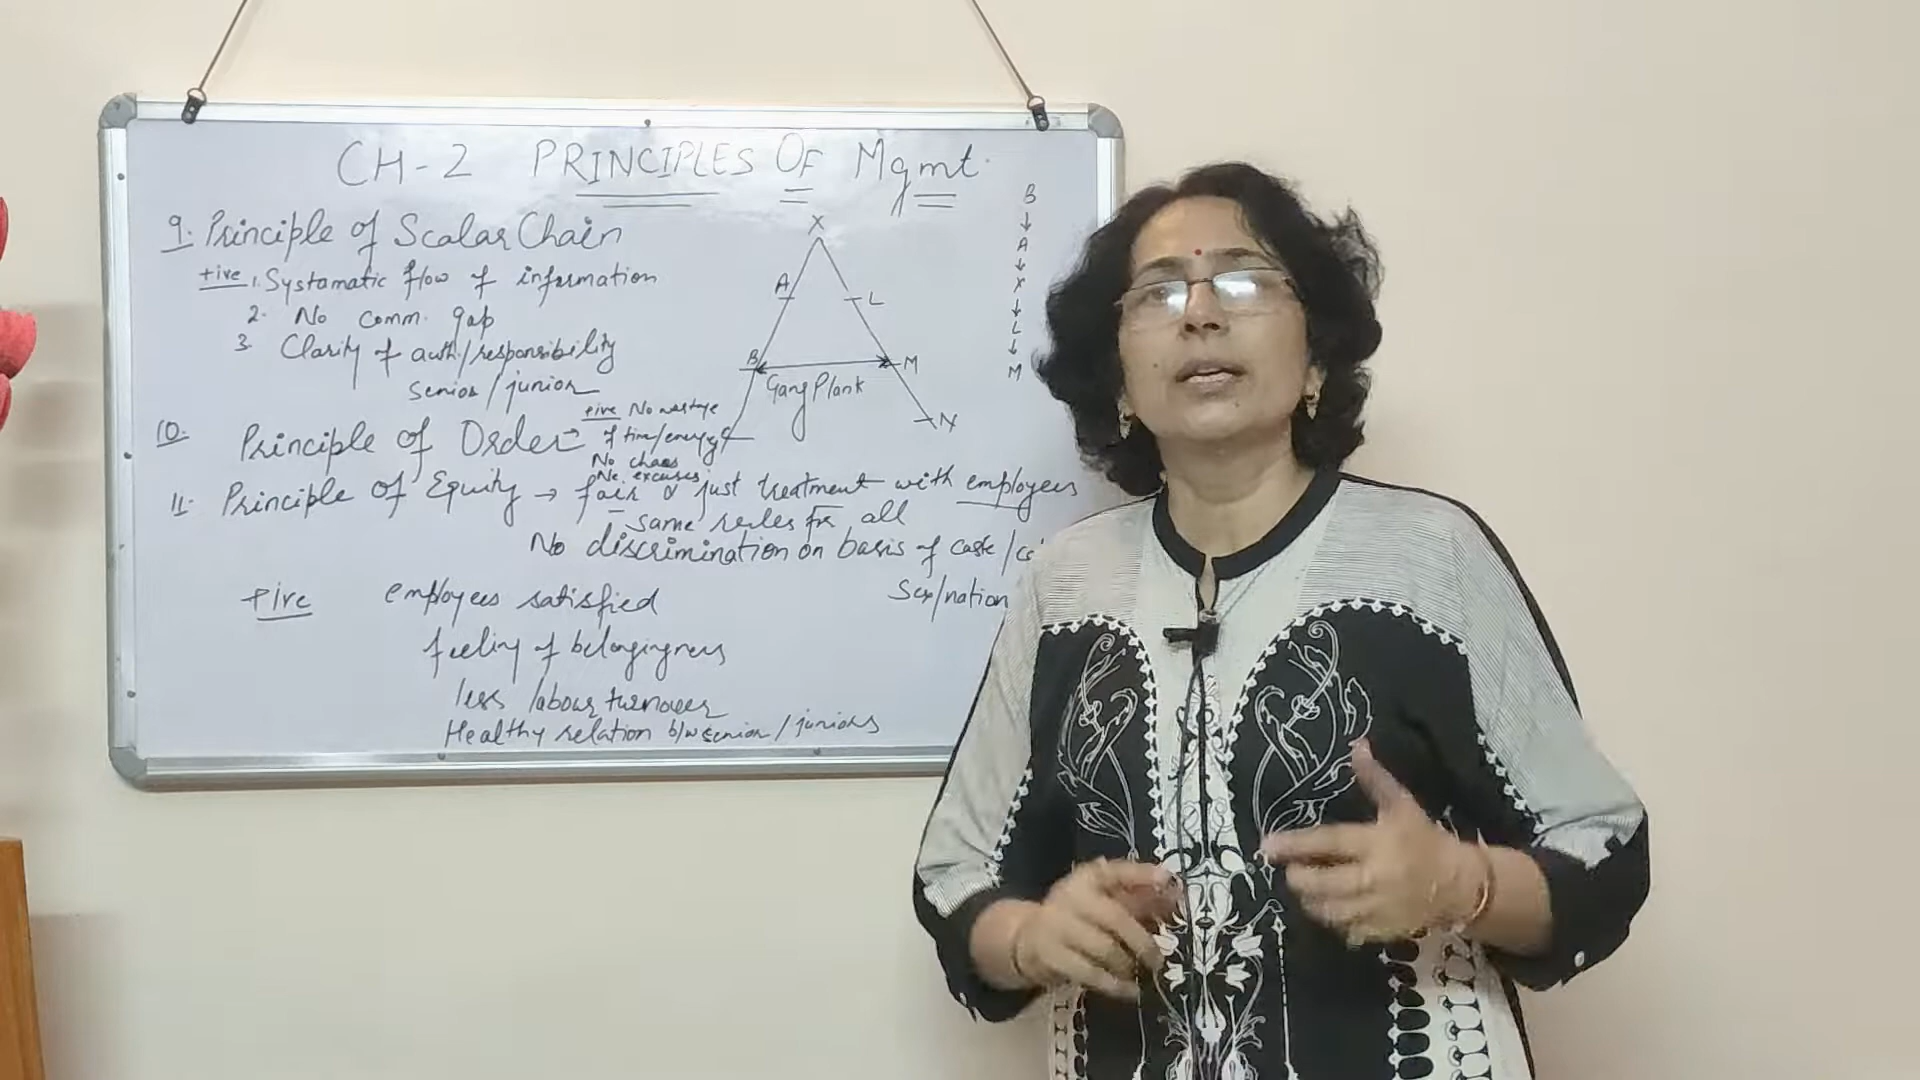 CH-2 PRINCIPLES OF Mgmt.
9. Principle of Scalar Chain
+ive 1. Systamatic flow of information
2. No comm. gap
3. Clarity of auth./responsibility
senior/junior
X
A
L
B
M
Gang Plank
C
N
B
↓
A
↓
X
↓
L
↓
M
10. Principle of Order → +ive No wastage
of time/energy
No chaos
No excuses
11. Principle of Equity → fair & just treatment with employees
same rules for all
No discrimination on basis of caste/
Sex/nation
+ive employees satisfied
feeling of belongingness
less labour turnover
Healthy relation b/w senior/juniors